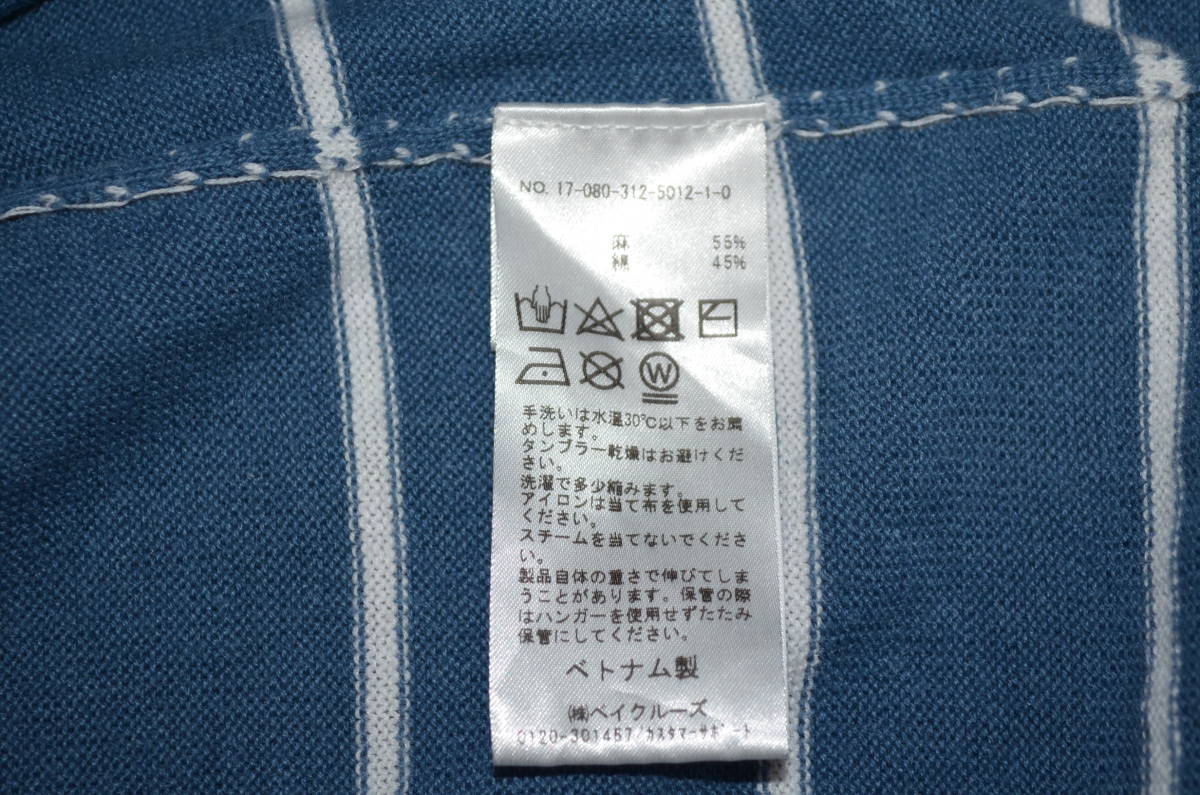 NO. 17-080-312-5012-1-0
麻 55%
綿 45%
W
手洗いは水温30℃以下をお薦
めします。
タンブラー乾燥はお避けくだ
さい。
洗濯で多少縮みます。
アイロンは当て布を使用して
ください。
スチームを当てないでくださ
い。
製品自体の重さで伸びてしま
うことがあります。保管の際
はハンガーを使用せずたたみ
保管にしてください。
ベトナム製
㈱ベイクルーズ
0120-301457/カスタマーサポート